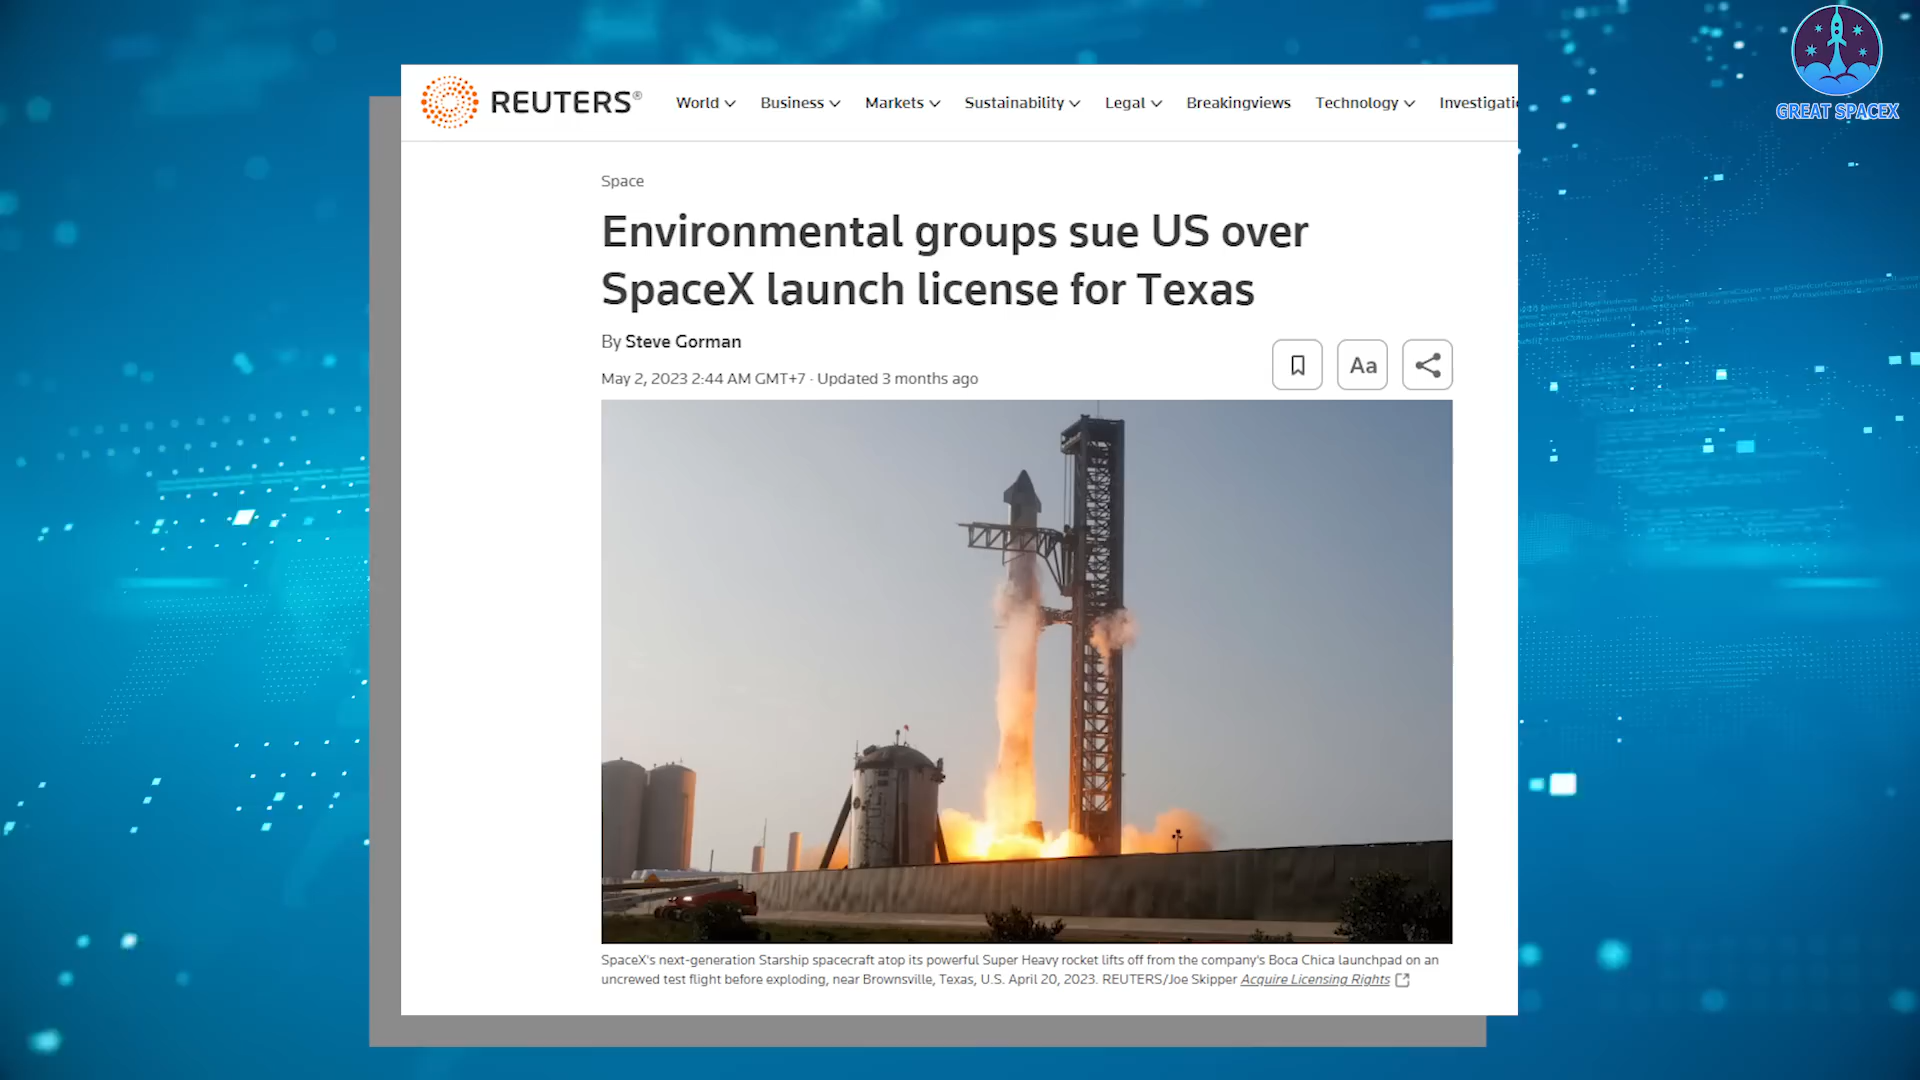 GREAT SPACEX
REUTERS®
World Business Markets Sustainability Legal Breakingviews Technology
Space
Environmental groups sue US over
SpaceX launch license for Texas
By Steve Gorman
May 2, 2023 2:44 AM GMT+7 · Updated 3 months ago
Aa
SpaceX's next-generation Starship spacecraft atop its powerful Super Heavy rocket lifts off from the company's Boca Chica launchpad on an
uncrewed test flight before exploding, near Brownsville, Texas, U.S. April 20, 2023. REUTERS/Joe Skipper Acquire Licensing Rights